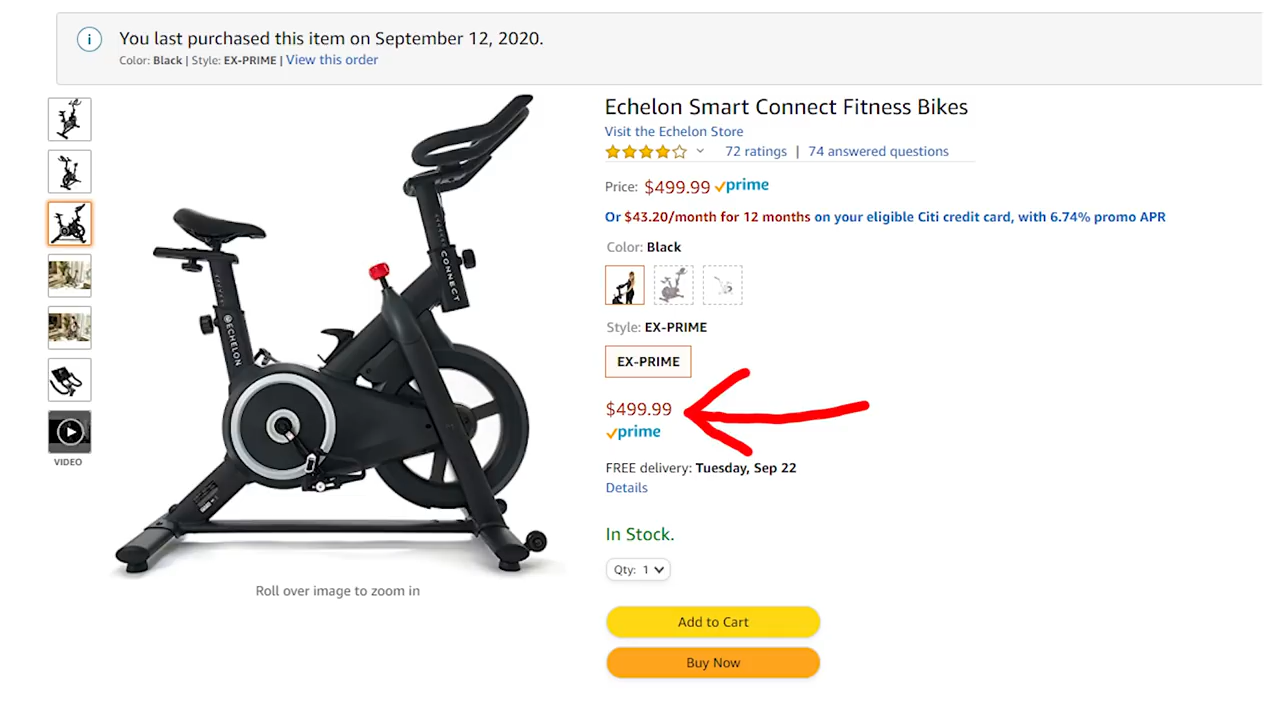 You last purchased this item on September 12, 2020.
Color: Black | Style: EX-PRIME | View this order
Echelon Smart Connect Fitness Bikes
Visit the Echelon Store
72 ratings | 74 answered questions
Price: $499.99 prime
Or $43.20/month for 12 months on your eligible Citi credit card, with 6.74% promo APR
Color: Black
Style: EX-PRIME
EX-PRIME
$499.99
prime
FREE delivery: Tuesday, Sep 22
Details
In Stock.
Qty: 1
Add to Cart
Buy Now
CONNECT
ECHELON
VIDEO
Roll over image to zoom in